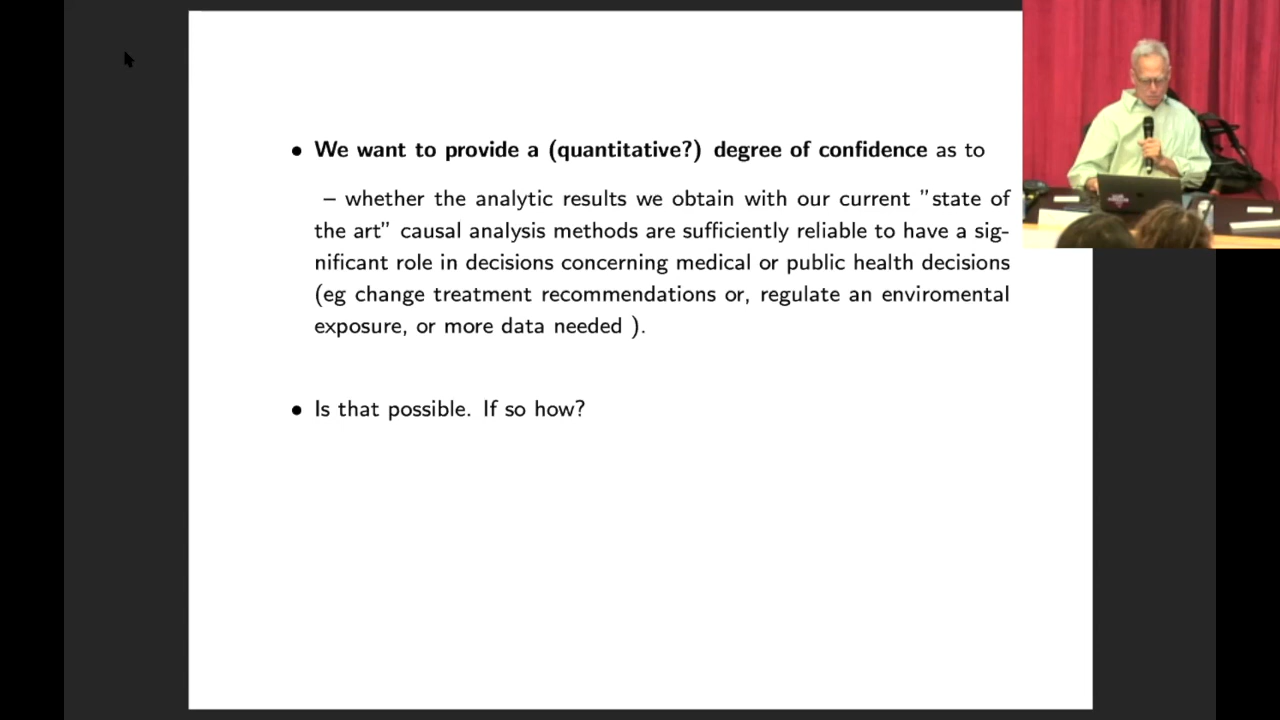 • We want to provide a (quantitative?) degree of confidence as to
– whether the analytic results we obtain with our current ”state of
the art” causal analysis methods are sufficiently reliable to have a sig-
nificant role in decisions concerning medical or public health decisions
(eg change treatment recommendations or, regulate an enviromental
exposure, or more data needed ).
• Is that possible. If so how?